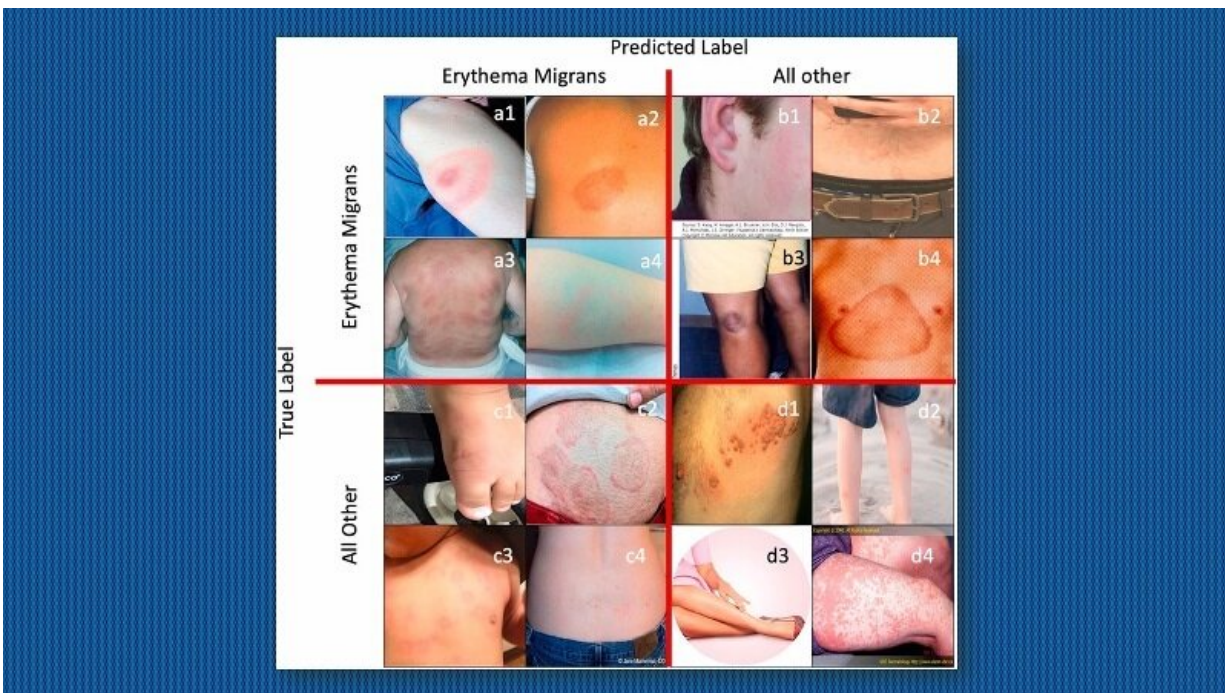 Predicted Label
Erythema Migrans
All other
True Label
Erythema Migrans
All Other
a1
a2
b1
b2
a3
a4
b3
b4
c1
c2
d1
d2
c3
c4
d3
d4